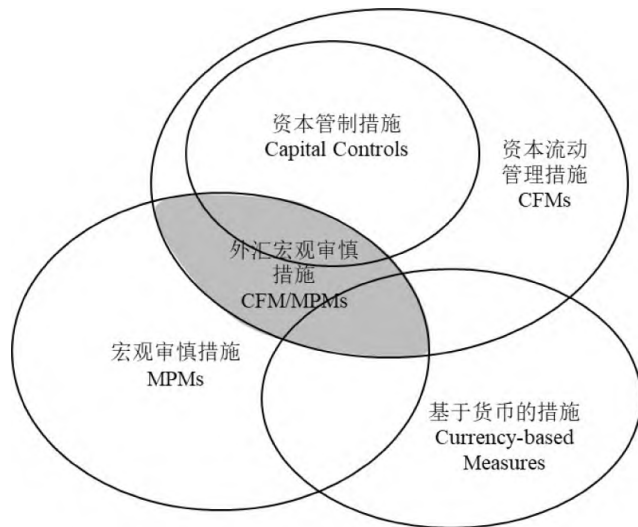 资本管制措施
Capital Controls
资本流动
管理措施
CFMs
外汇宏观审慎
措施
CFM/MPMs
宏观审慎措施
MPMs
基于货币的措施
Currency-based
Measures